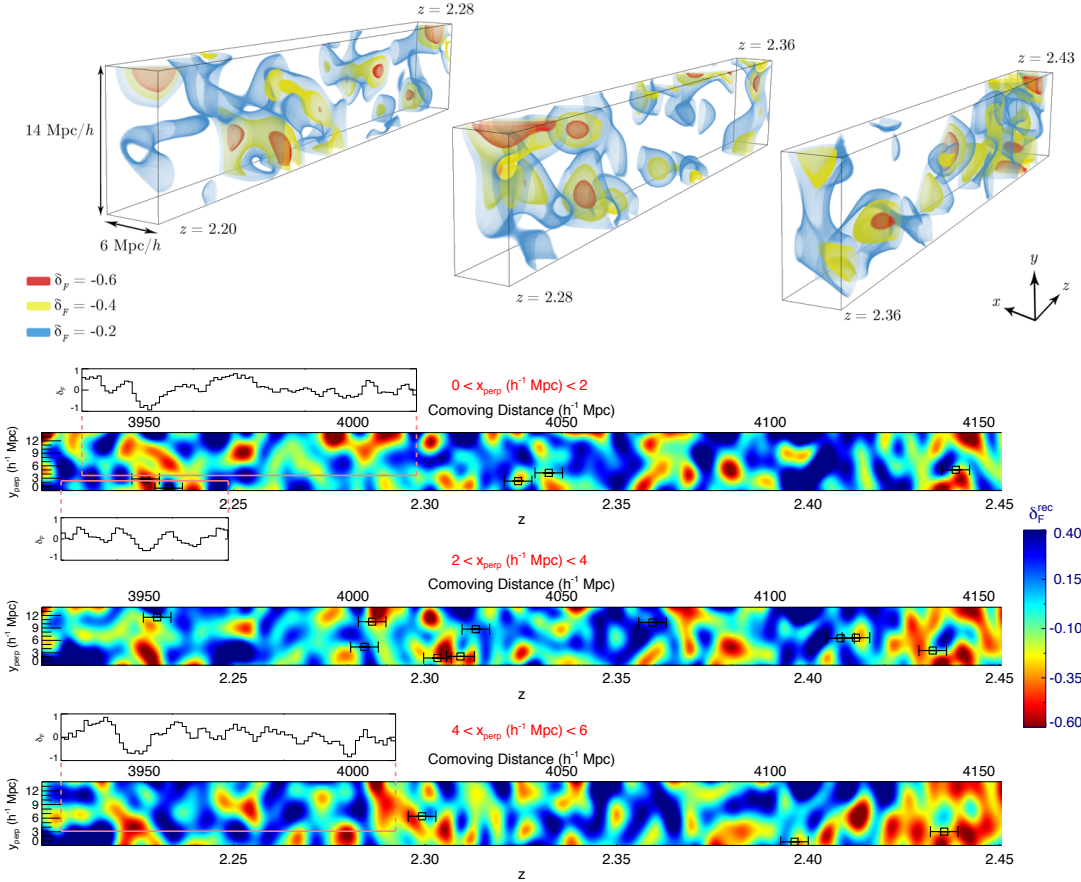 z = 2.28
z = 2.36
z = 2.43
14 Mpc/h
6 Mpc/h
z = 2.20
z = 2.28
z = 2.36
y
z
x
δF = -0.6
δF = -0.4
δF = -0.2
1
0
-1
δF
0 < xperp (h-1 Mpc) < 2
Comoving Distance (h-1 Mpc)
3950 4000 4050 4100 4150
yperp (h-1 Mpc)
12
9
6
3
0
2.25 2.30 2.35 2.40 2.45
z
1
0
-1
δF
2 < xperp (h-1 Mpc) < 4
Comoving Distance (h-1 Mpc)
3950 4000 4050 4100 4150
yperp (h-1 Mpc)
12
9
6
3
0
2.25 2.30 2.35 2.40 2.45
z
1
0
-1
δF
4 < xperp (h-1 Mpc) < 6
Comoving Distance (h-1 Mpc)
3950 4000 4050 4100 4150
yperp (h-1 Mpc)
12
9
6
3
0
2.25 2.30 2.35 2.40 2.45
z
δFrec
0.40
0.15
-0.10
-0.35
-0.60